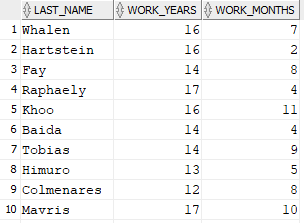 LAST_NAME WORK_YEARS WORK_MONTHS
1 Whalen 16 7
2 Hartstein 16 2
3 Fay 14 8
4 Raphaely 17 4
5 Khoo 16 11
6 Baida 14 4
7 Tobias 14 9
8 Himuro 13 5
9 Colmenares 12 8
10 Mavris 17 10